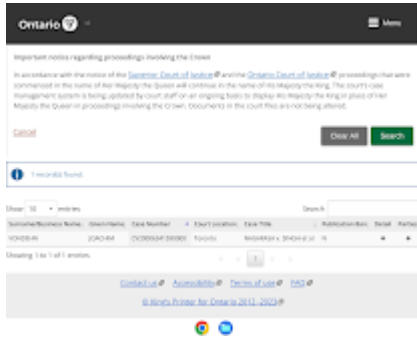 Ontario
Menu
Important notice regarding proceedings involving the Crown
In accordance with the notice of the Superior Court of Justice and the Ontario Court of Justice proceedings that were
commenced in the name of Her Majesty the Queen will continue in the name of His Majesty the King. The court's case
management system is being updated by court staff on an ongoing basis to display His Majesty the King in place of Her
Majesty the Queen in proceedings involving the Crown. Documents in the court files are not being altered.
Cancel
Clear All
Search
1 record(s) found.
Show 10 entries
Search:
Surname/Business Name Given Name Case Number Court Location Case Title Publication Ban Detail Parties
JOACHIM Toronto N
Showing 1 to 1 of 1 entries
1
Contact us Accessibility Terms of use FAQ
© King's Printer for Ontario 2012-2023